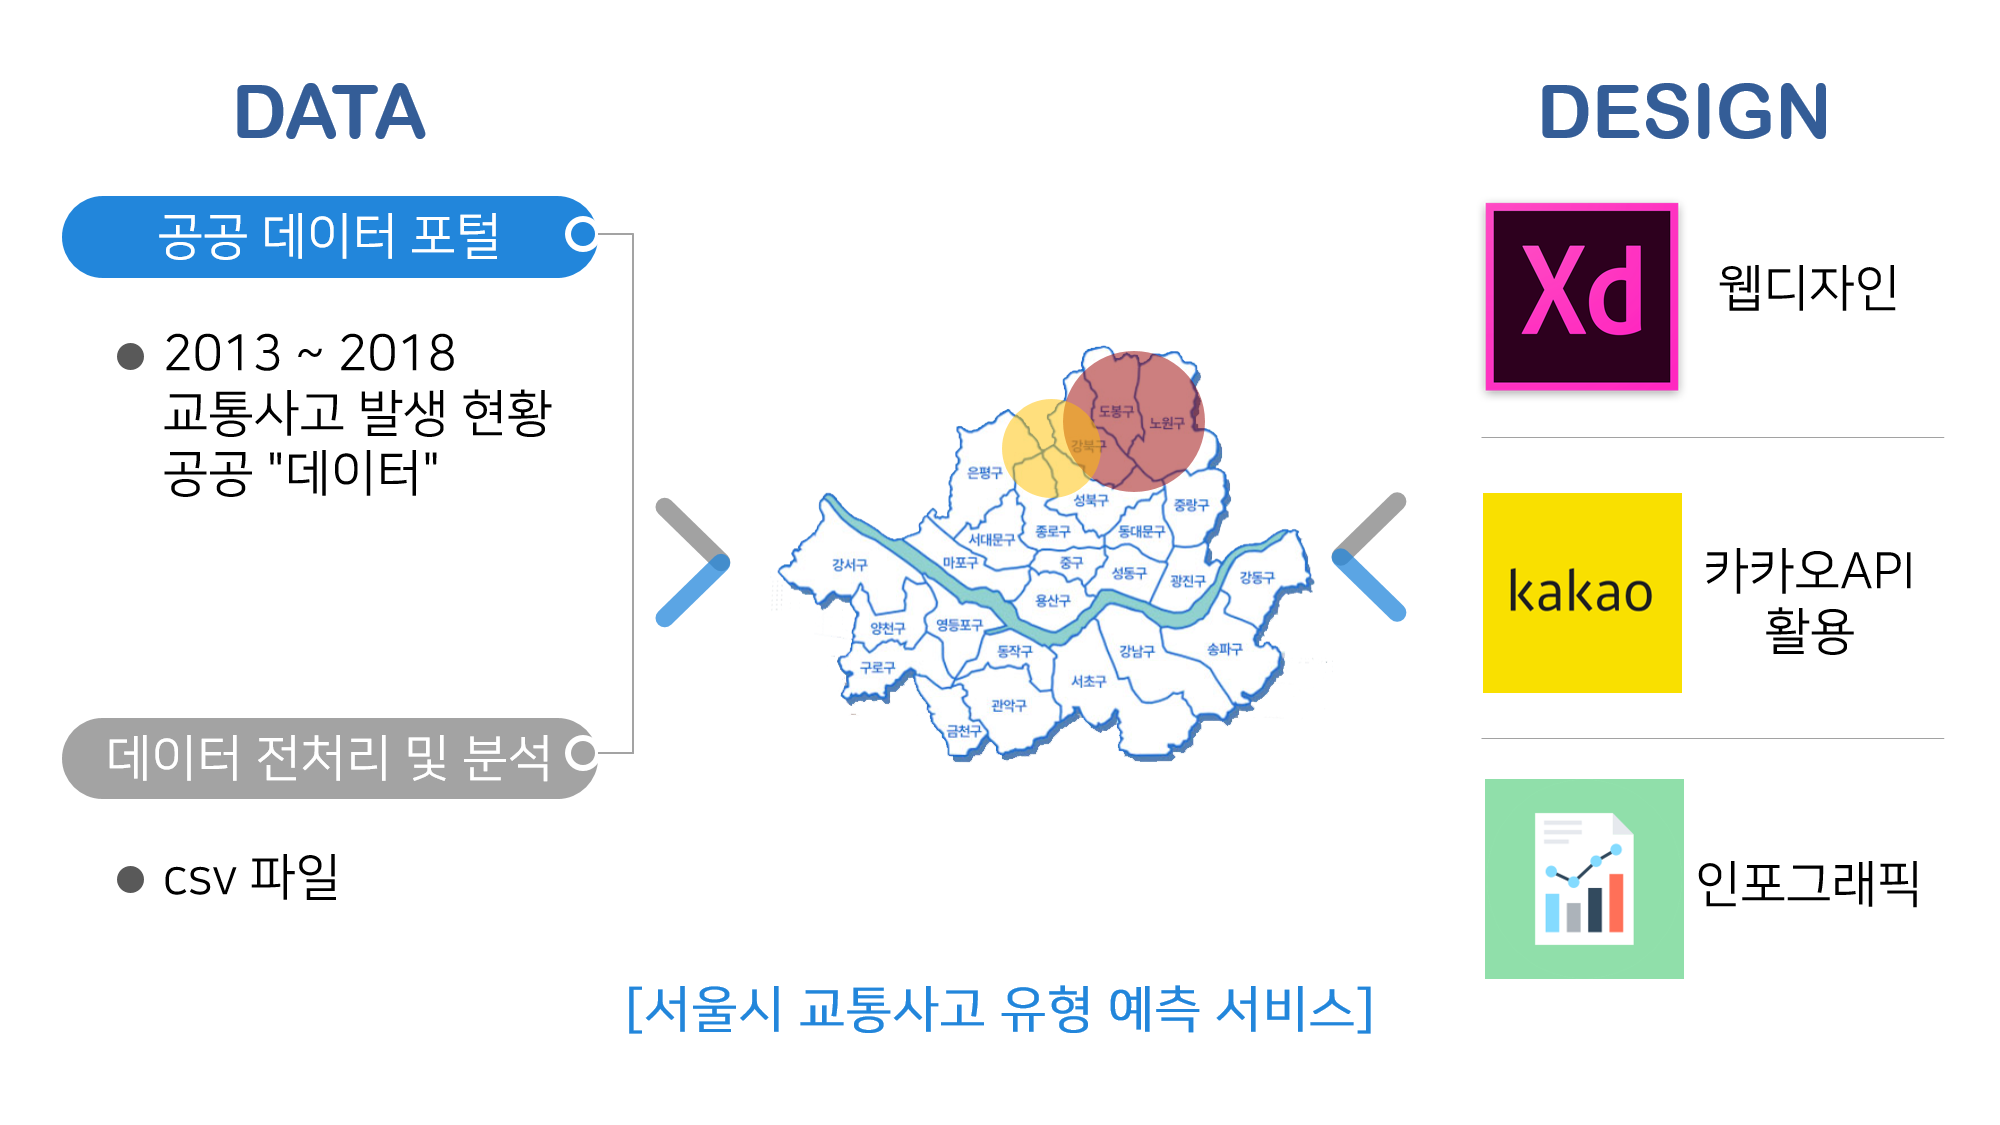 DATA
공공 데이터 포털
2013 ~ 2018
교통사고 발생 현황
공공 "데이터"
데이터 전처리 및 분석
csv 파일
도봉구
노원구
강북구
은평구
성북구
중랑구
종로구
동대문구
서대문구
마포구
중구
강서구
성동구
광진구
강동구
용산구
양천구
영등포구
동작구
강남구
송파구
구로구
서초구
관악구
금천구
[서울시 교통사고 유형 예측 서비스]
DESIGN
Xd
웹디자인
kakao
카카오API
활용
인포그래픽